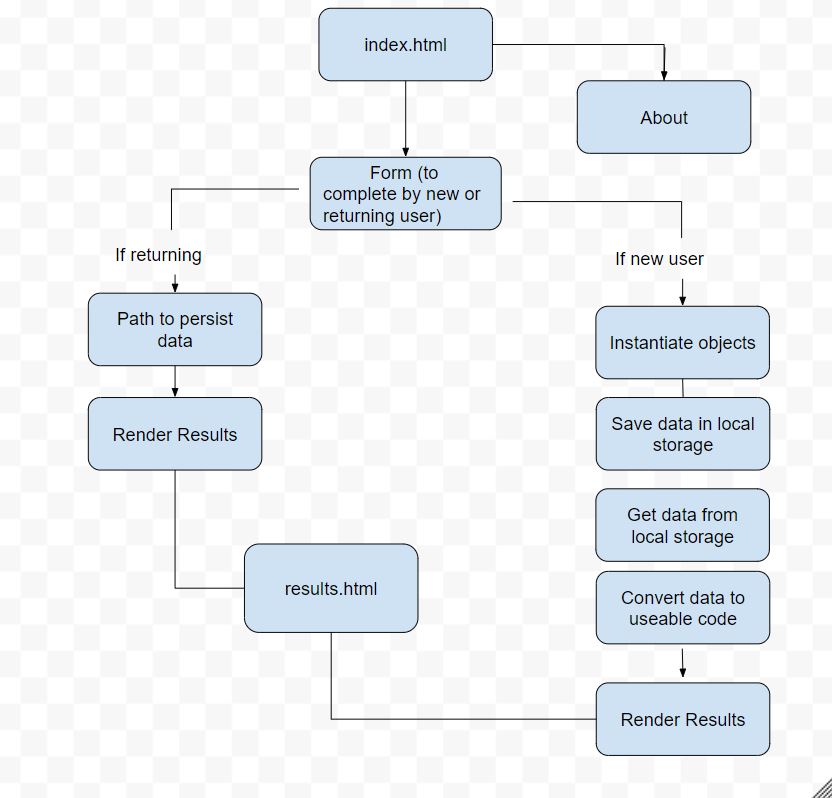 index.html
About
Form (to
complete by new or
returning user)
If returning
If new user
Path to persist
data
Instantiate objects
Render Results
Save data in local
storage
Get data from
local storage
results.html
Convert data to
useable code
Render Results